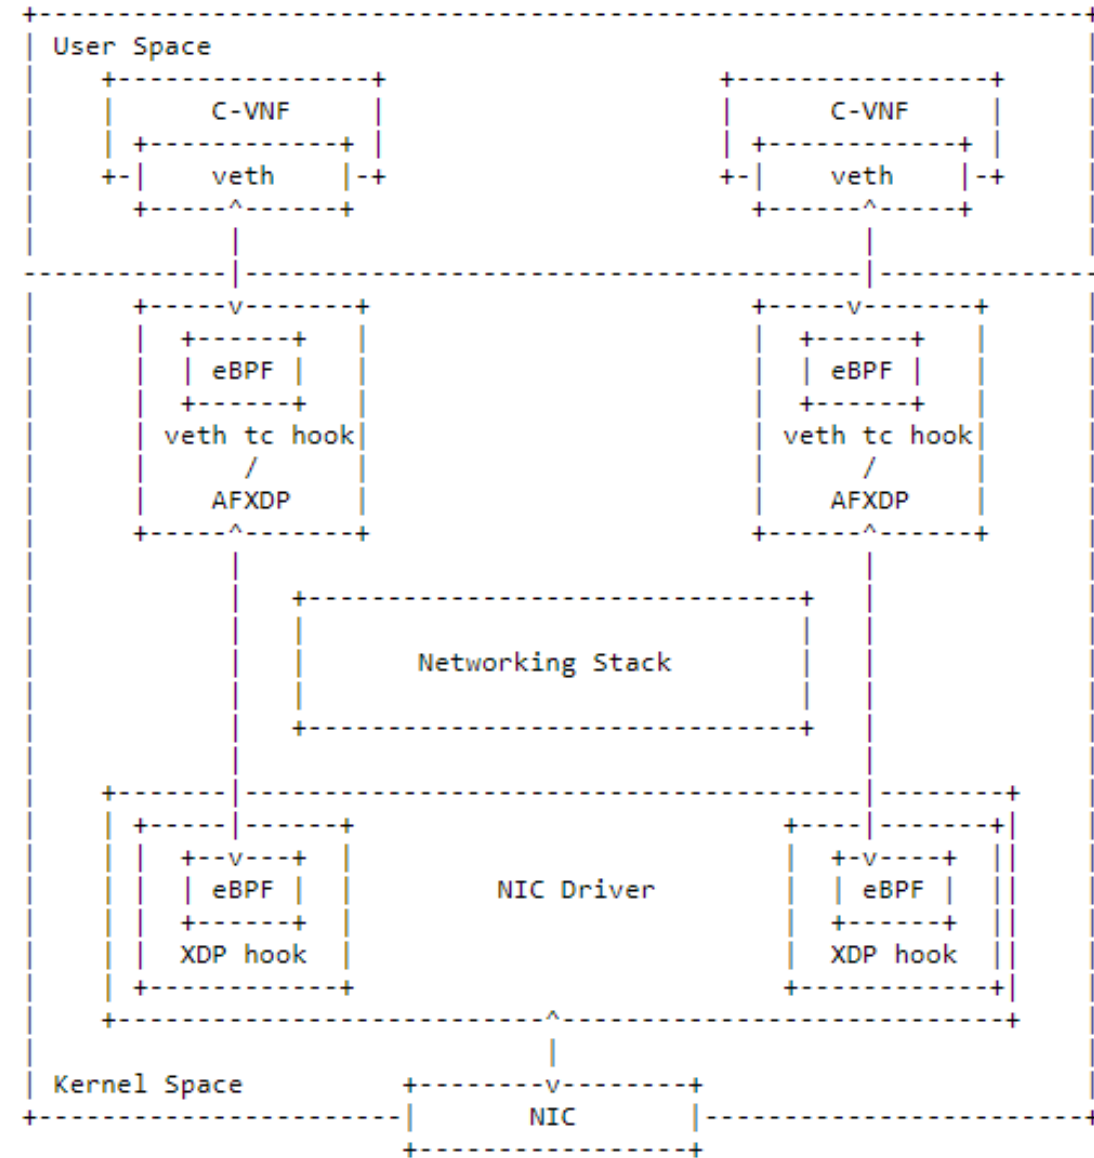 User Space
C-VNF C-VNF
veth veth
eBPF eBPF
veth tc hook veth tc hook
/ /
AFXDP AFXDP
Networking Stack
eBPF NIC Driver eBPF
XDP hook XDP hook
Kernel Space
NIC